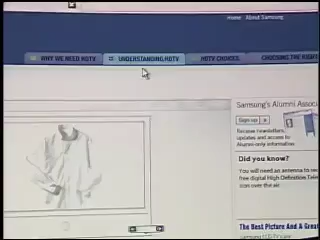 Home About Samsung
WHY WE NEED HDTV
UNDERSTANDING HDTV
HDTV CHOICES
CHOOSING THE RIGHT
Samsung's Alumni Assoc
Sign up
Receive newsletters,
updates and access to
Alumni-only information
Did you know?
You will need an antenna to
free digital High Definition Tele
over the air.
The Best Picture And A Great